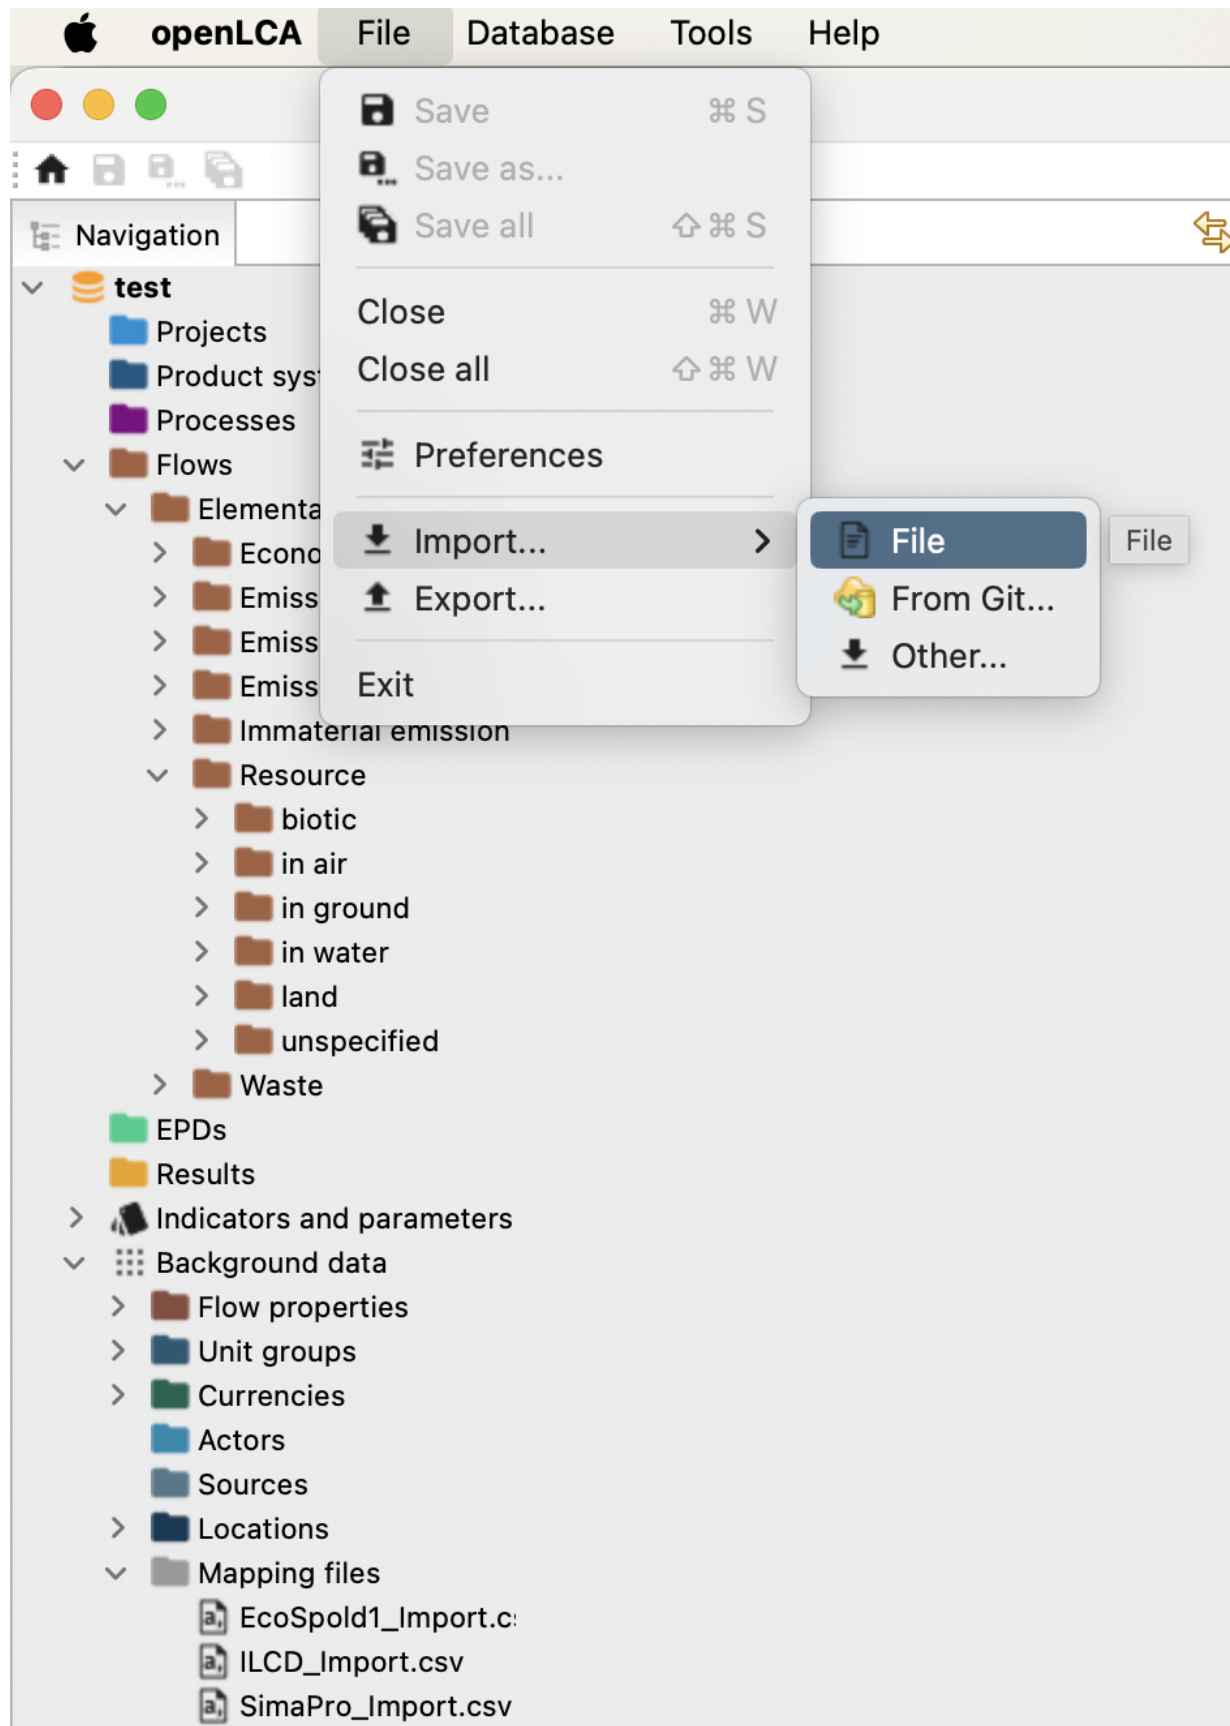 openLCA File Database Tools Help
Save ⌘ S
Save as...
Save all ⇧ ⌘ S
Navigation
test
Close ⌘ W
Projects
Product sys
Close all ⇧ ⌘ W
Processes
Preferences
Flows
Elementa
Import...
File
File
Econo
Export...
From Git...
Emiss
Emiss
Other...
Emiss
Exit
Immaterial emission
Resource
biotic
in air
in ground
in water
land
unspecified
Waste
EPDs
Results
Indicators and parameters
Background data
Flow properties
Unit groups
Currencies
Actors
Sources
Locations
Mapping files
EcoSpold1_Import.cs
ILCD_Import.csv
SimaPro_Import.csv